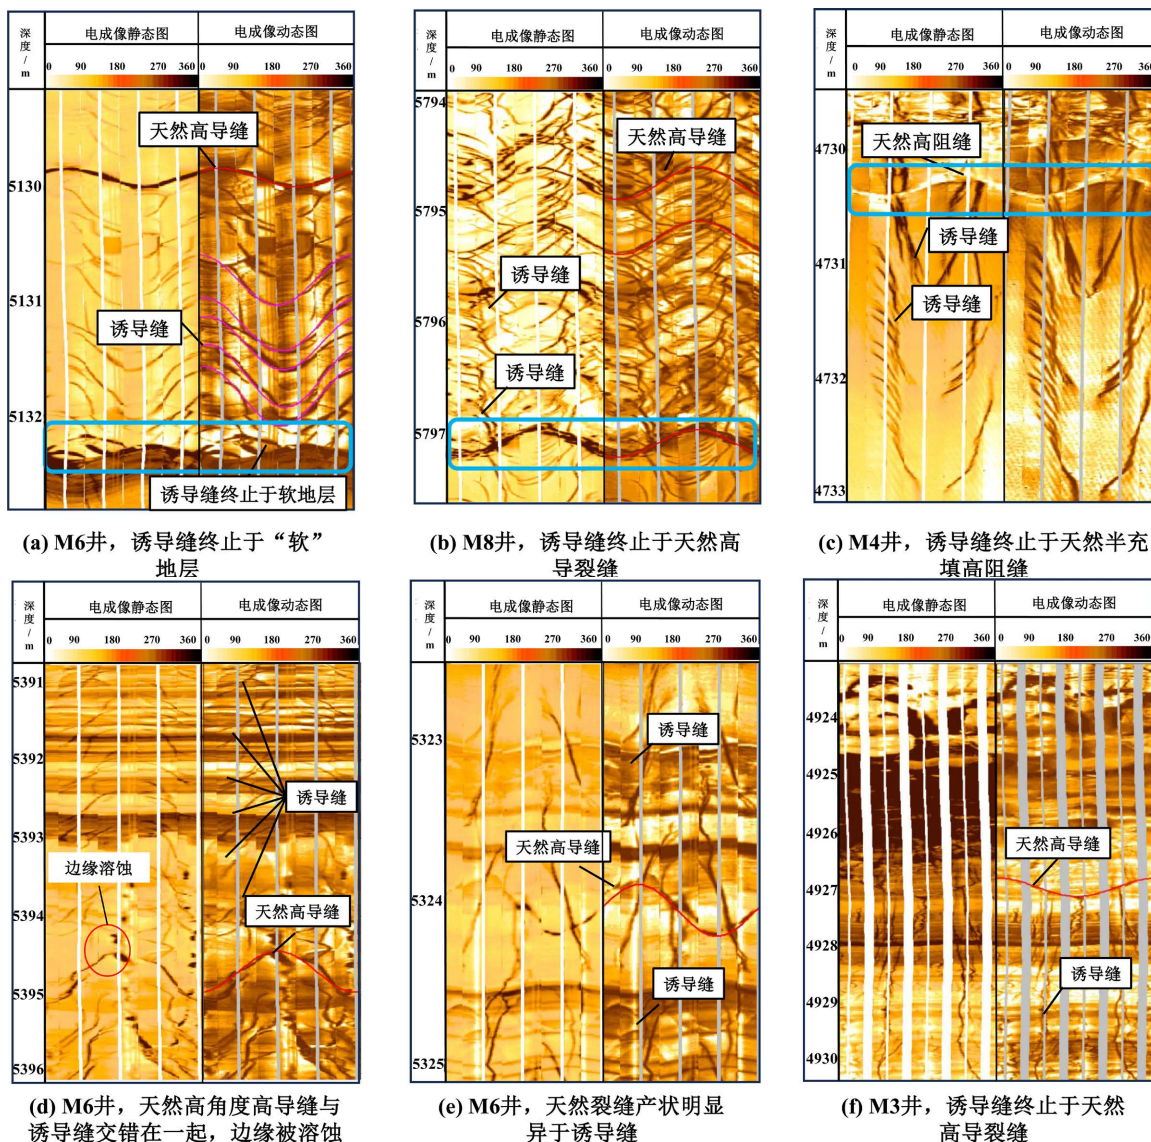 深度/m
电成像静态图
电成像动态图
0 90 180 270 360
0 90 180 270 360
天然高导缝
诱导缝
诱导缝终止于软地层
5130
5131
5132
(a) M6井，诱导缝终止于“软”
地层
深度/m
电成像静态图
电成像动态图
0 90 180 270 360
0 90 180 270 360
5794
天然高导缝
5795
诱导缝
5796
诱导缝
5797
(b) M8井，诱导缝终止于天然高
导裂缝
深度/m
电成像静态图
电成像动态图
0 90 180 270 360
0 90 180 270 360
4730
天然高阻缝
诱导缝
4731
诱导缝
4732
4733
(c) M4井，诱导缝终止于天然半充
填高阻缝
深度/m
电成像静态图
电成像动态图
0 90 180 270 360
0 90 180 270 360
5391
5392
诱导缝
5393
边缘溶蚀
5394
天然高导缝
5395
5396
(d) M6井，天然高角度高导缝与
诱导缝交错在一起，边缘被溶蚀
深度/m
电成像静态图
电成像动态图
0 90 180 270 360
0 90 180 270 360
5323
诱导缝
天然高导缝
5324
诱导缝
5325
(e) M6井，天然裂缝产状明显
异于诱导缝
深度/m
电成像静态图
电成像动态图
0 90 180 270 360
0 90 180 270 360
4924
4925
4926
天然高导缝
4927
4928
诱导缝
4929
4930
(f) M3井，诱导缝终止于天然
高导裂缝